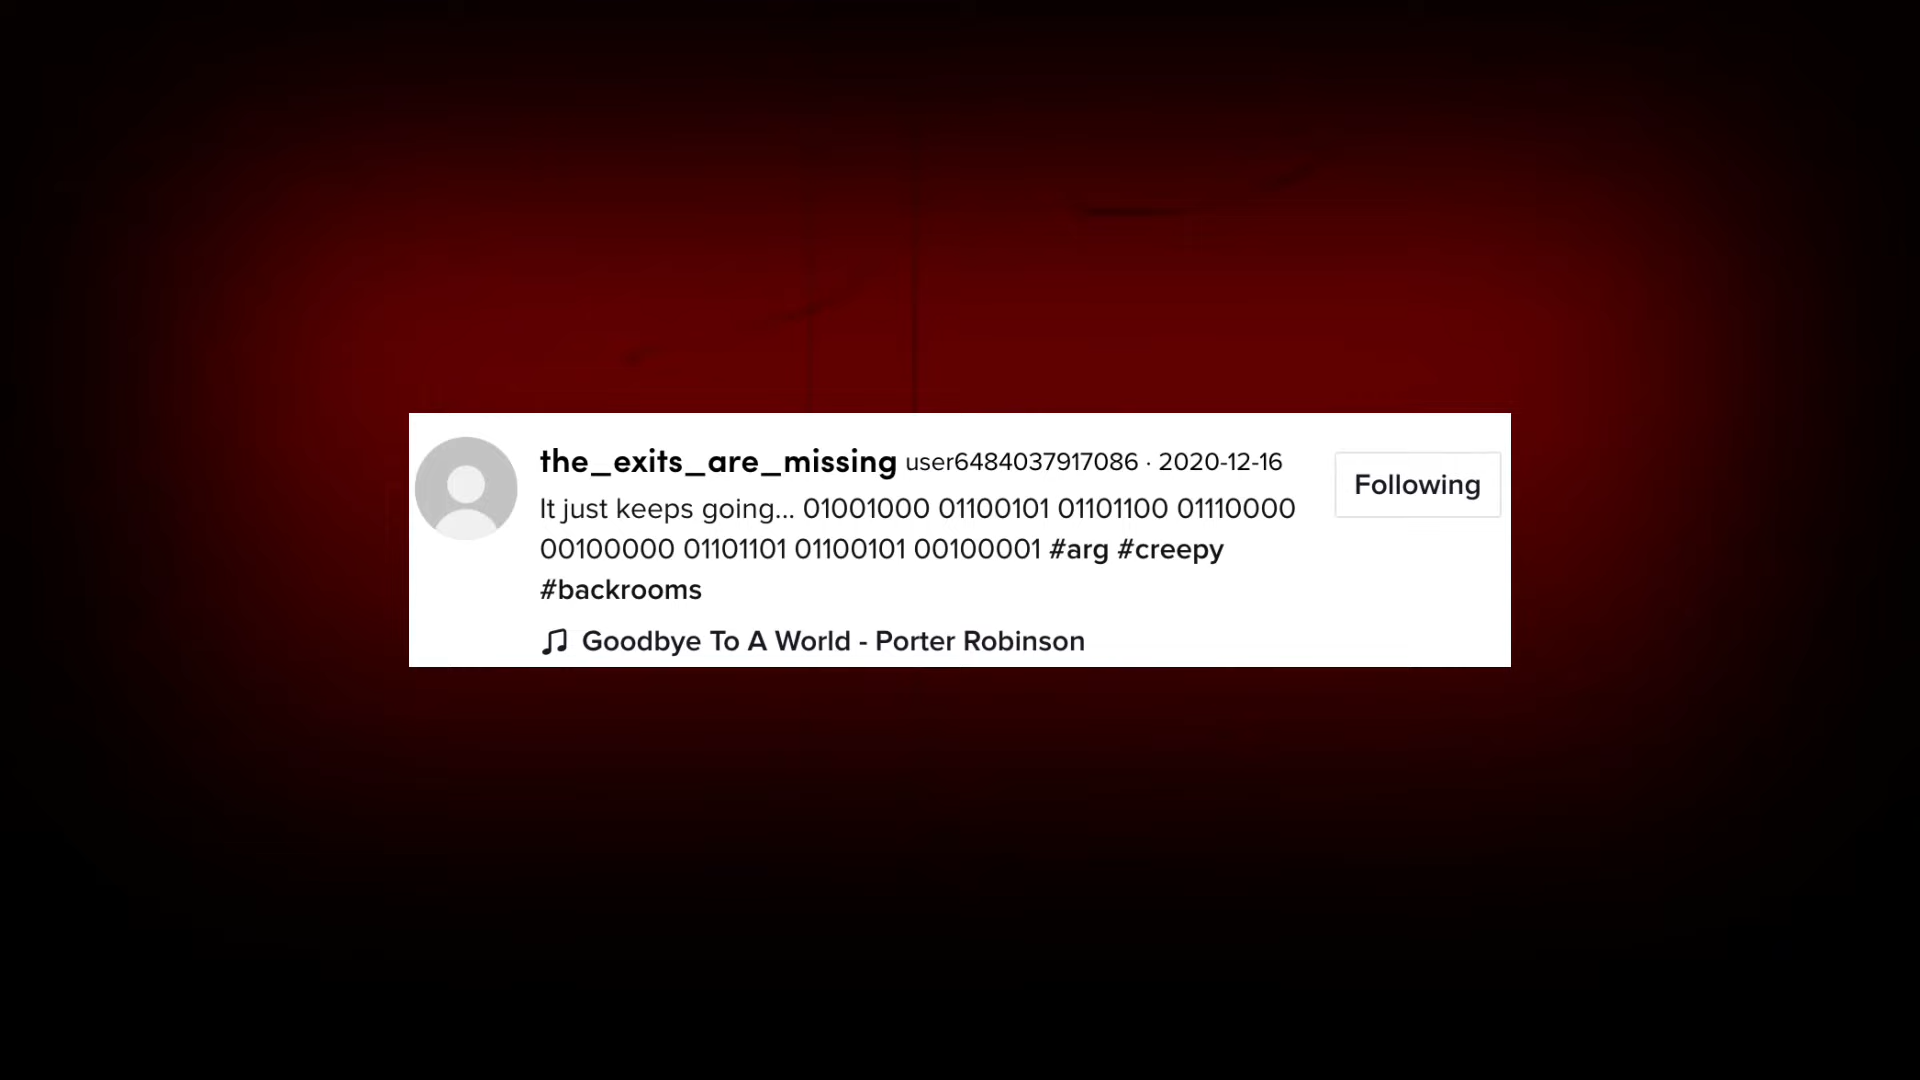 the_exits_are_missing user6484037917086 · 2020-12-16
Following
It just keeps going... 01001000 01100101 01101100 01110000
00100000 01101101 01100101 00100001 #arg #creepy
#backrooms
Goodbye To A World - Porter Robinson